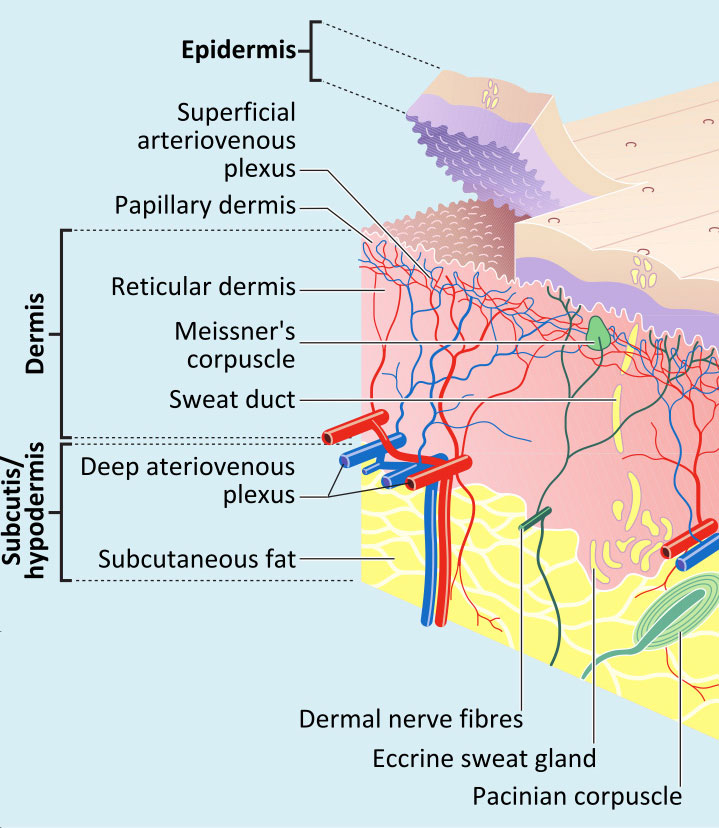 Epidermis
Superficial
arteriovenous
plexus
Papillary dermis
Dermis
Reticular dermis
Meissner's
corpuscle
Sweat duct
Subcutis/
hypodermis
Deep ateriovenous
plexus
Subcutaneous fat
Dermal nerve fibres
Eccrine sweat gland
Pacinian corpuscle